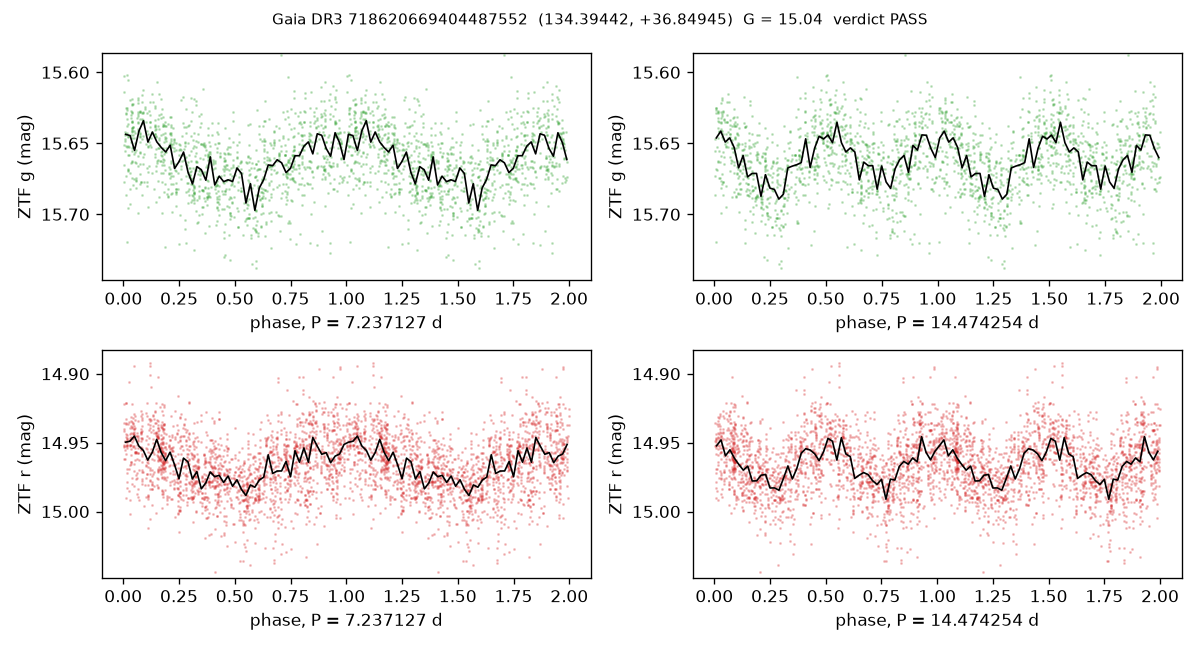 Gaia DR3 718620669404487552 (134.39442, +36.84945) G = 15.04 verdict PASS
ZTF g (mag)
15.60
15.65
15.70
0.00 0.25 0.50 0.75 1.00 1.25 1.50 1.75 2.00
phase, P = 7.237127 d
ZTF g (mag)
15.60
15.65
15.70
0.00 0.25 0.50 0.75 1.00 1.25 1.50 1.75 2.00
phase, P = 14.474254 d
ZTF r (mag)
14.90
14.95
15.00
0.00 0.25 0.50 0.75 1.00 1.25 1.50 1.75 2.00
phase, P = 7.237127 d
ZTF r (mag)
14.90
14.95
15.00
0.00 0.25 0.50 0.75 1.00 1.25 1.50 1.75 2.00
phase, P = 14.474254 d